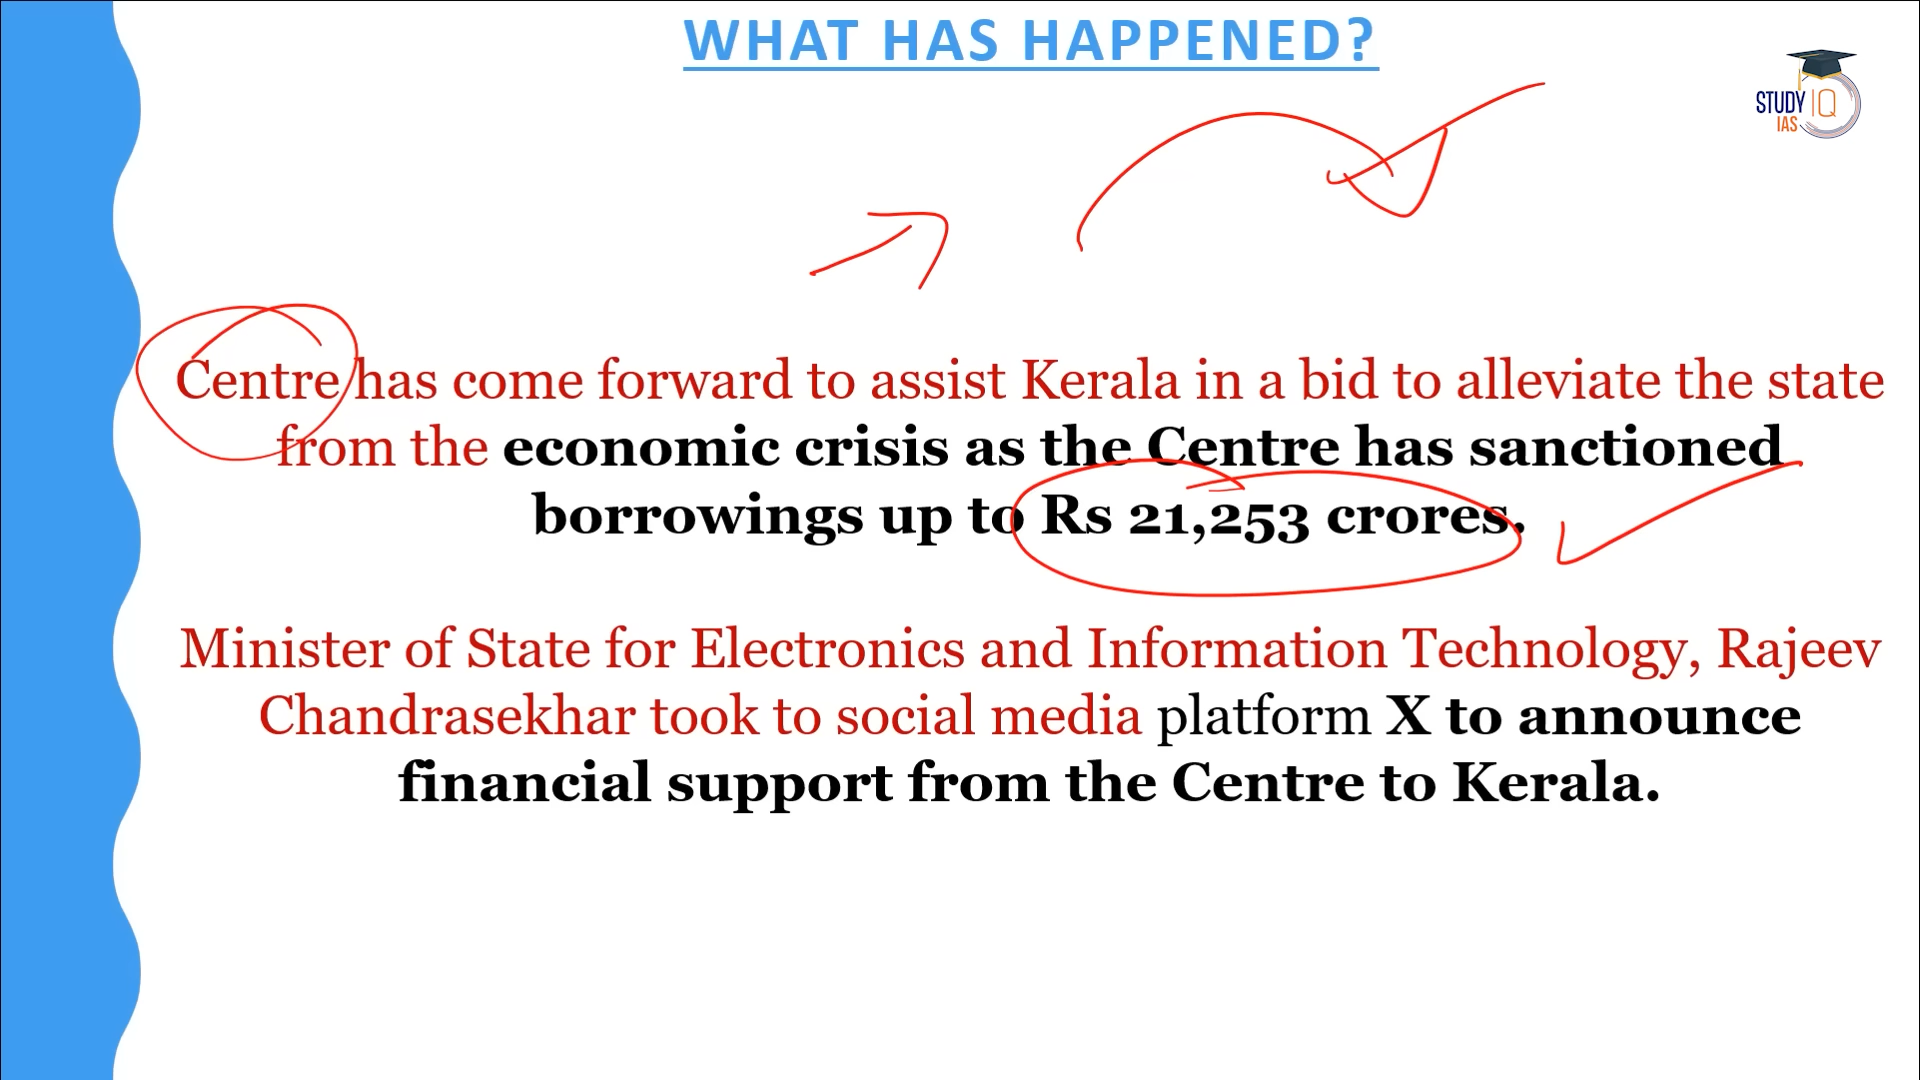 WHAT HAS HAPPENED?
STUDY IQ
IAS
Centre has come forward to assist Kerala in a bid to alleviate the state
from the economic crisis as the Centre has sanctioned
borrowings up to Rs 21,253 crores.
Minister of State for Electronics and Information Technology, Rajeev
Chandrasekhar took to social media platform X to announce
financial support from the Centre to Kerala.